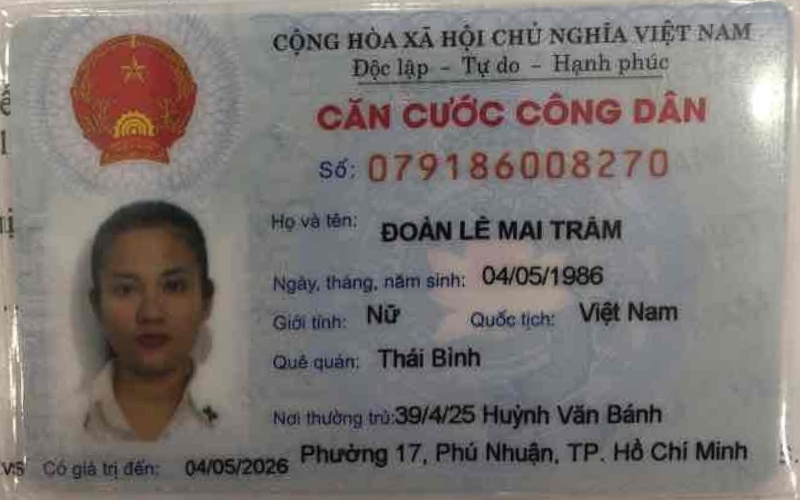 CỘNG HÒA XÃ HỘI CHỦ NGHĨA VIỆT NAM
Độc lập - Tự do - Hạnh phúc
CĂN CƯỚC CÔNG DÂN
Số: 079186008270
Họ và tên: ĐOÀN LÊ MAI TRÂM
Ngày, tháng, năm sinh: 04/05/1986
Giới tính: Nữ Quốc tịch: Việt Nam
Quê quán: Thái Bình
Nơi thường trú: 39/4/25 Huỳnh Văn Bánh
Phường 17, Phú Nhuận, TP. Hồ Chí Minh
Có giá trị đến: 04/05/2026